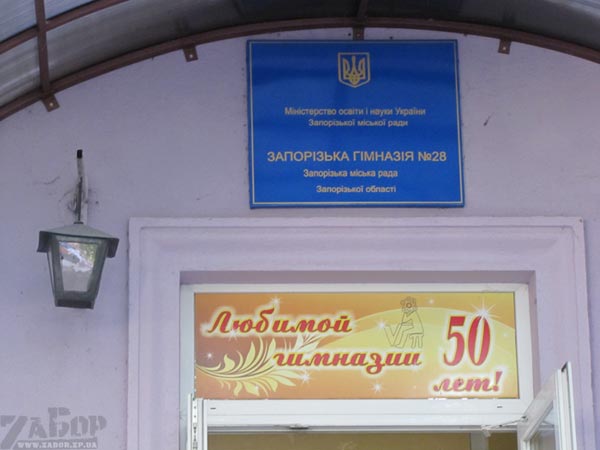 Міністерство освіти і науки України
Запорізької міської ради
ЗАПОРІЗЬКА ГІМНАЗІЯ №28
Запорізька міська рада
Запорізької області
Любимой
гимназии
50
лет!
ZАБОР
WWW.ZABOR.ZP.UA